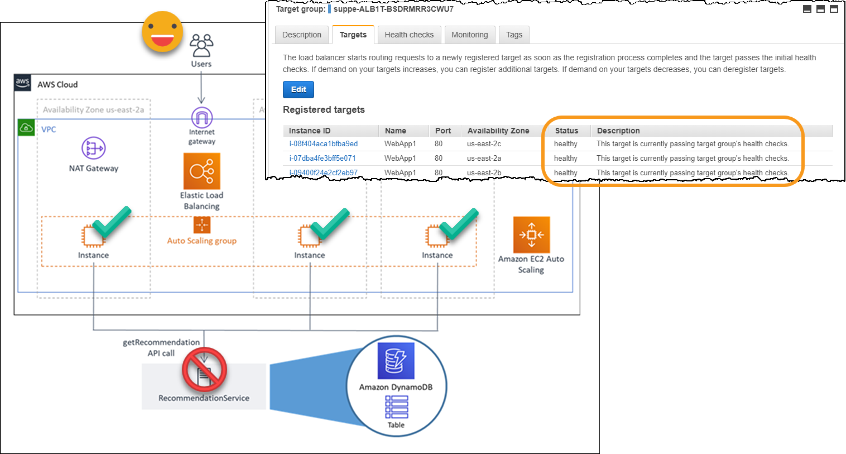 Target group: suppe-ALB1T-BSDRMRR3CWU7
Description
Targets
Health checks
Monitoring
Tags
The load balancer starts routing requests to a newly registered target as soon as the registration process completes and the target passes the initial health
checks. If demand on your targets increases, you can register additional targets. If demand on your targets decreases, you can deregister targets.
Edit
Registered targets
Instance ID Name Port Availability Zone Status Description
i-08f404aca1bfba9ed WebApp1 80 us-east-2c healthy This target is currently passing target group's health checks.
i-07dba4fe3bff5e071 WebApp1 80 us-east-2a healthy This target is currently passing target group's health checks.
i-09400f24a2cf2ab97 WebApp1 80 us-east-2b healthy This target is currently passing target group's health checks.
Users
aws
AWS Cloud
Availability Zone us-east-2a
VPC
Internet
gateway
NAT Gateway
Elastic Load
Balancing
Auto Scaling group
Instance
Instance
Instance
Amazon EC2 Auto
Scaling
getRecommendation
API call
RecommendationService
Amazon DynamoDB
Table